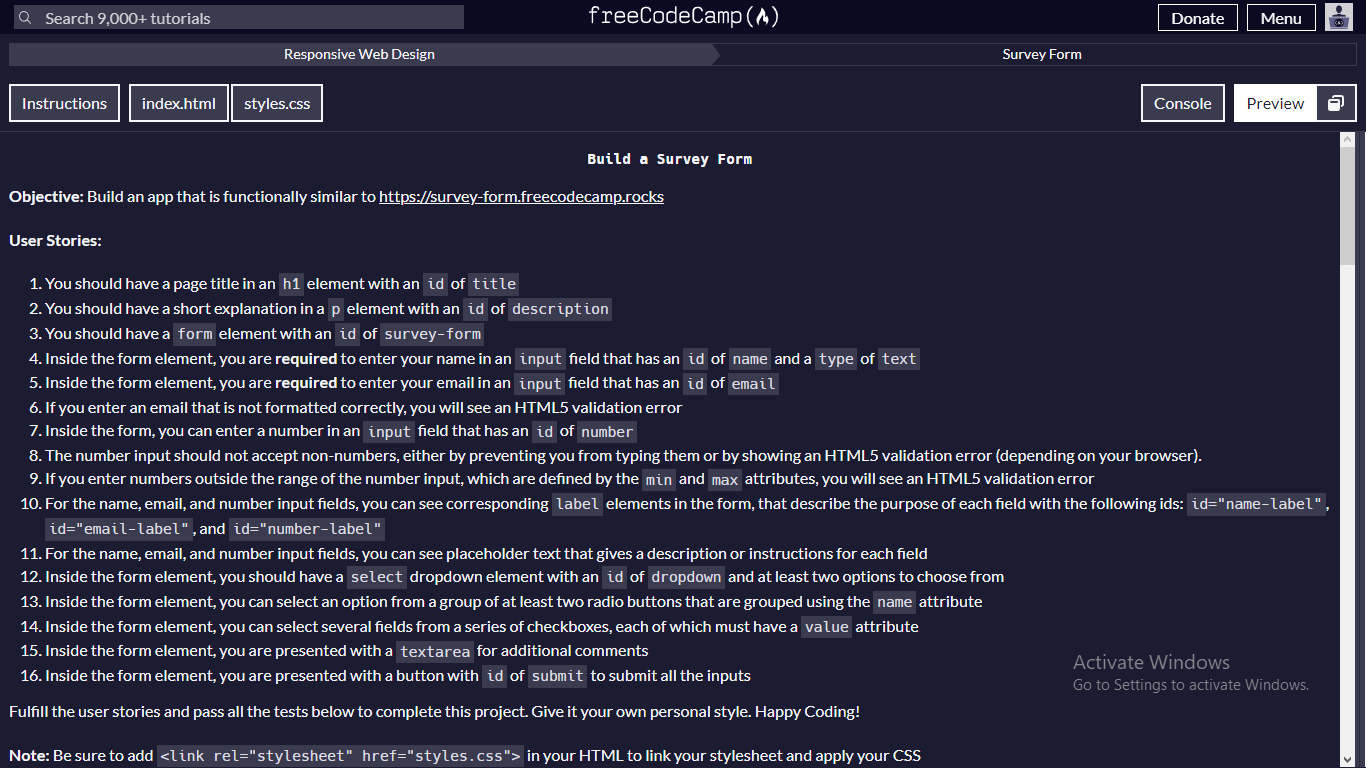 Search 9,000+ tutorials
freeCodeCamp
Donate
Menu
Responsive Web Design
Survey Form
Instructions
index.html
styles.css
Console
Preview
Build a Survey Form
Objective: Build an app that is functionally similar to https://survey-form.freecodecamp.rocks
User Stories:
1. You should have a page title in an h1 element with an id of title
2. You should have a short explanation in a p element with an id of description
3. You should have a form element with an id of survey-form
4. Inside the form element, you are required to enter your name in an input field that has an id of name and a type of text
5. Inside the form element, you are required to enter your email in an input field that has an id of email
6. If you enter an email that is not formatted correctly, you will see an HTML5 validation error
7. Inside the form, you can enter a number in an input field that has an id of number
8. The number input should not accept non-numbers, either by preventing you from typing them or by showing an HTML5 validation error (depending on your browser).
9. If you enter numbers outside the range of the number input, which are defined by the min and max attributes, you will see an HTML5 validation error
10. For the name, email, and number input fields, you can see corresponding label elements in the form, that describe the purpose of each field with the following ids: id="name-label",
id="email-label", and id="number-label"
11. For the name, email, and number input fields, you can see placeholder text that gives a description or instructions for each field
12. Inside the form element, you should have a select dropdown element with an id of dropdown and at least two options to choose from
13. Inside the form element, you can select an option from a group of at least two radio buttons that are grouped using the name attribute
14. Inside the form element, you can select several fields from a series of checkboxes, each of which must have a value attribute
15. Inside the form element, you are presented with a textarea for additional comments
16. Inside the form element, you are presented with a button with id of submit to submit all the inputs
Activate Windows
Go to Settings to activate Windows.
Fulfill the user stories and pass all the tests below to complete this project. Give it your own personal style. Happy Coding!
Note: Be sure to add <link rel="stylesheet" href="styles.css"> in your HTML to link your stylesheet and apply your CSS